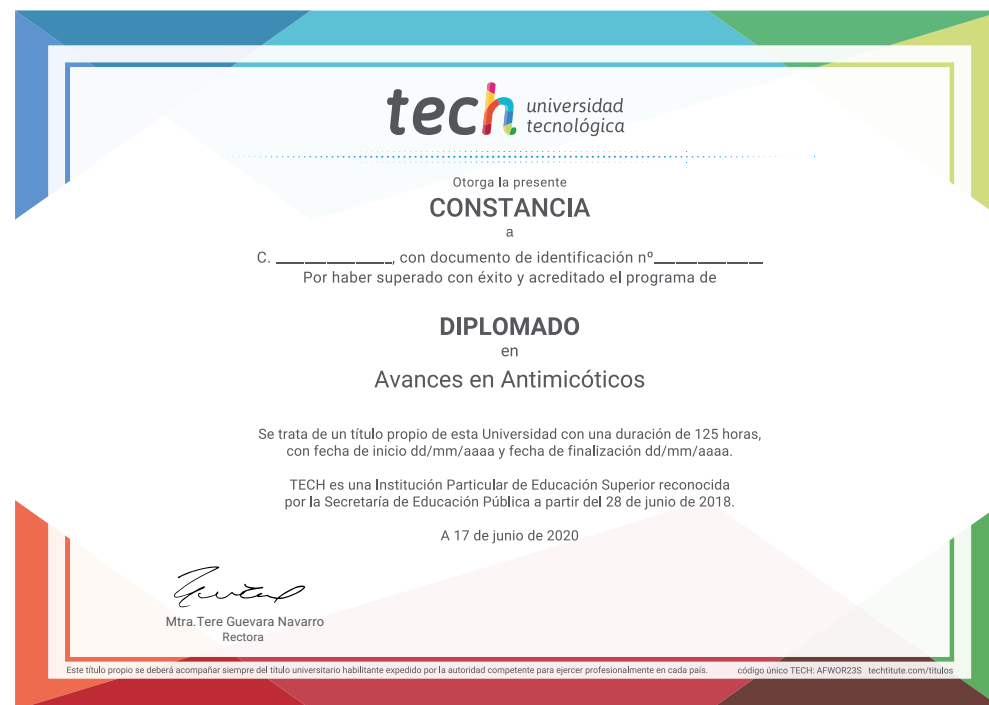 tech universidad
tecnológica
Otorga la presente
CONSTANCIA
a
C. ____________, con documento de identificación nº___________
Por haber superado con éxito y acreditado el programa de
DIPLOMADO
en
Avances en Antimicóticos
Se trata de un título propio de esta Universidad con una duración de 125 horas,
con fecha de inicio dd/mm/aaaa y fecha de finalización dd/mm/aaaa.
TECH es una Institución Particular de Educación Superior reconocida
por la Secretaría de Educación Pública a partir del 28 de junio de 2018.
A 17 de junio de 2020
Mtra.Tere Guevara Navarro
Rectora
Este título propio se deberá acompañar siempre del título universitario habilitante expedido por la autoridad competente para ejercer profesionalmente en cada país. código único TECH: AFWOR23S techtitute.com/titulos